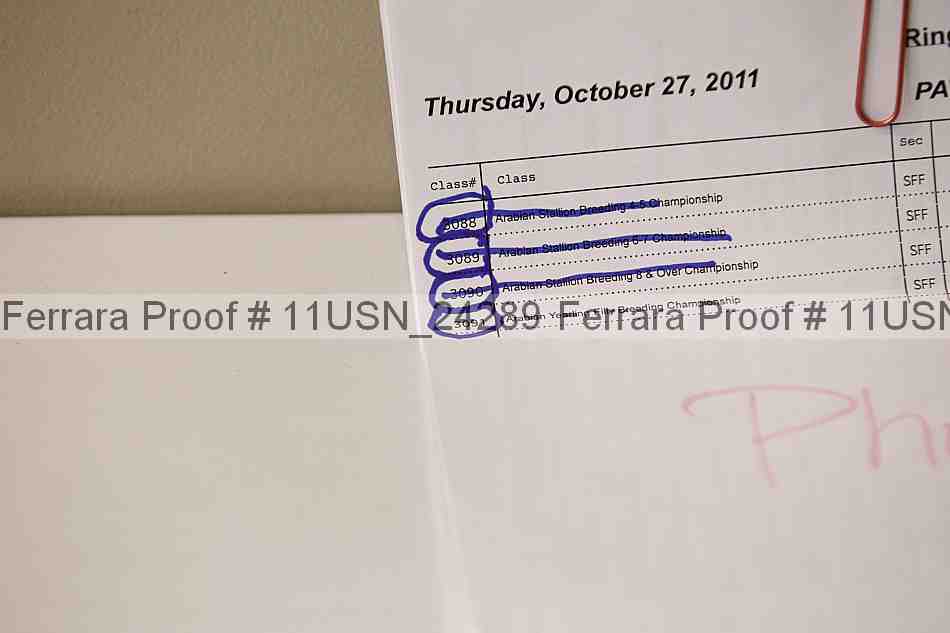 Ring
Thursday, October 27, 2011
PA
Class# Class Sec
3088 Arabian Stallion Breeding 4-5 Championship SFF
3089 Arabian Stallion Breeding 6-7 Championship SFF
3090 Arabian Stallion Breeding 8 & Over Championship SFF
3091 Arabian Yearling Filly Breeding Championship SFF
Ferrara Proof # 11USN_24289 Ferrara Proof # 11USN
Ph